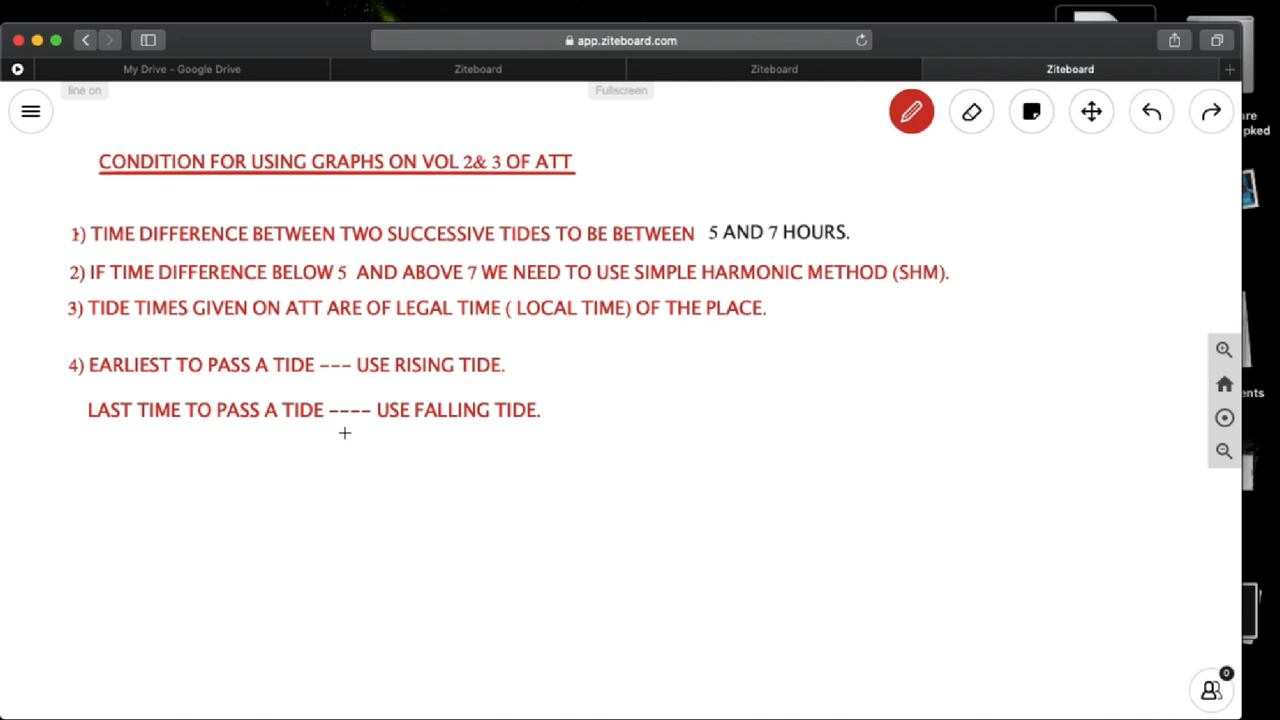 app.ziteboard.com
My Drive - Google Drive
Ziteboard
Ziteboard
Ziteboard
line on
Fullscreen
CONDITION FOR USING GRAPHS ON VOL 2& 3 OF ATT
1) TIME DIFFERENCE BETWEEN TWO SUCCESSIVE TIDES TO BE BETWEEN 5 AND 7 HOURS.
2) IF TIME DIFFERENCE BELOW 5 AND ABOVE 7 WE NEED TO USE SIMPLE HARMONIC METHOD (SHM).
3) TIDE TIMES GIVEN ON ATT ARE OF LEGAL TIME ( LOCAL TIME) OF THE PLACE.
4) EARLIEST TO PASS A TIDE --- USE RISING TIDE.
LAST TIME TO PASS A TIDE ---- USE FALLING TIDE.
0